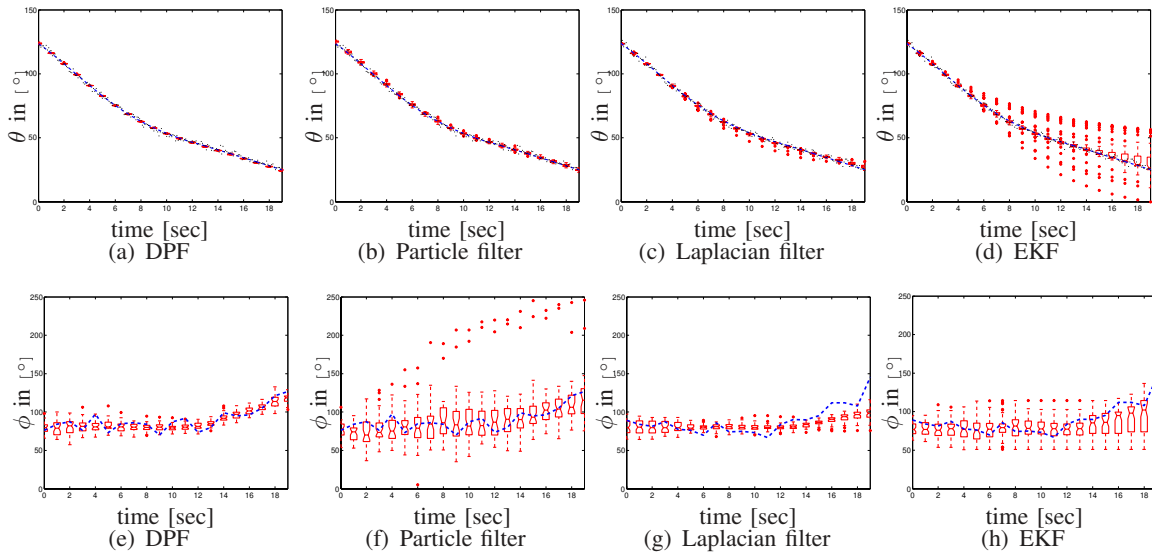 150
100
50
0
θ in [°]
0 2 4 6 8 10 12 14 16 18
time [sec]
(a) DPF
150
100
50
0
θ in [°]
0 2 4 6 8 10 12 14 16 18
time [sec]
(b) Particle filter
150
100
50
0
θ in [°]
0 2 4 6 8 10 12 14 16 18
time [sec]
(c) Laplacian filter
150
100
50
0
θ in [°]
0 2 4 6 8 10 12 14 16 18
time [sec]
(d) EKF
250
200
150
100
50
0
ϕ in [°]
0 2 4 6 8 10 12 14 16 18
time [sec]
(e) DPF
250
200
150
100
50
0
ϕ in [°]
0 2 4 6 8 10 12 14 16 18
time [sec]
(f) Particle filter
250
200
150
100
50
0
ϕ in [°]
0 2 4 6 8 10 12 14 16 18
time [sec]
(g) Laplacian filter
250
200
150
100
50
0
ϕ in [°]
0 2 4 6 8 10 12 14 16 18
time [sec]
(h) EKF